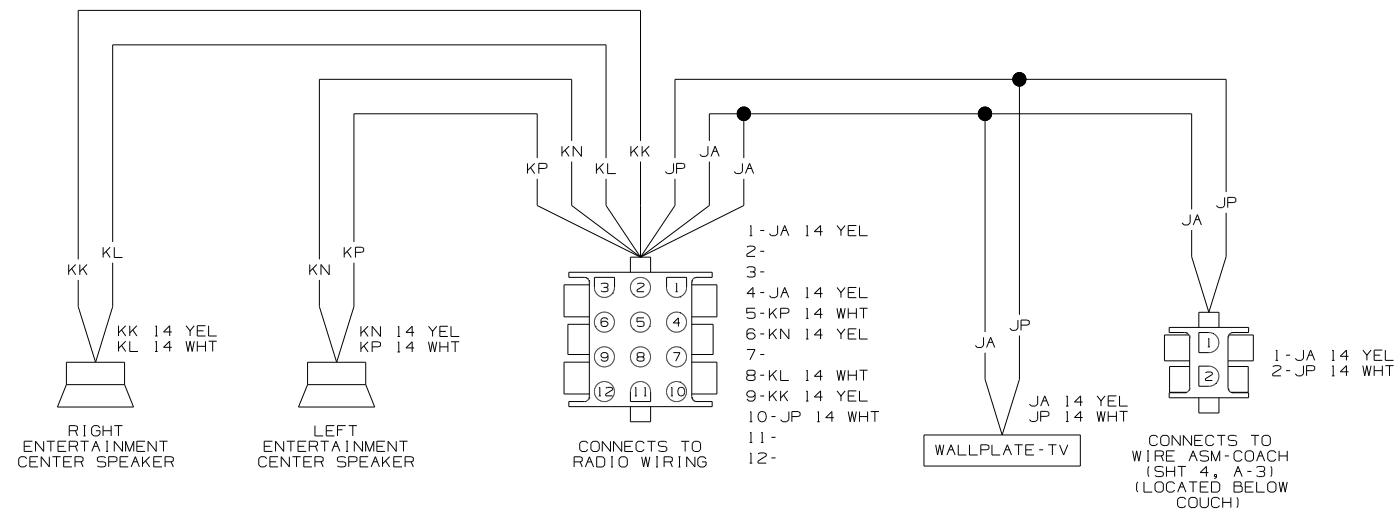 KK
KN
JA
KP
KL
JP
JA
JP
JA
KL
KP
KK
KN
1-JA 14 YEL
2-
3-
4-JA 14 YEL
5-KP 14 WHT
6-KN 14 YEL
7-
8-KL 14 WHT
9-KK 14 YEL
10-JP 14 WHT
11-
12-
3 2 1
6 5 4
9 8 7
12 11 10
KK 14 YEL
KL 14 WHT
KN 14 YEL
KP 14 WHT
JP
JA
1
2
1-JA 14 YEL
2-JP 14 WHT
JA 14 YEL
JP 14 WHT
RIGHT
ENTERTAINMENT
CENTER SPEAKER
LEFT
ENTERTAINMENT
CENTER SPEAKER
CONNECTS TO
RADIO WIRING
WALLPLATE-TV
CONNECTS TO
WIRE ASM-COACH
(SHT 4, A-3)
(LOCATED BELOW
COUCH)